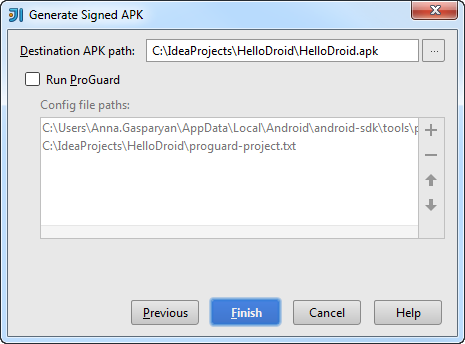 Generate Signed APK
Destination APK path: C:\IdeaProjects\HelloDroid\HelloDroid.apk ...
Run ProGuard
Config file paths:
C:\Users\Anna.Gasparyan\AppData\Local\Android\android-sdk\tools\p
C:\IdeaProjects\HelloDroid\proguard-project.txt
Previous Finish Cancel Help